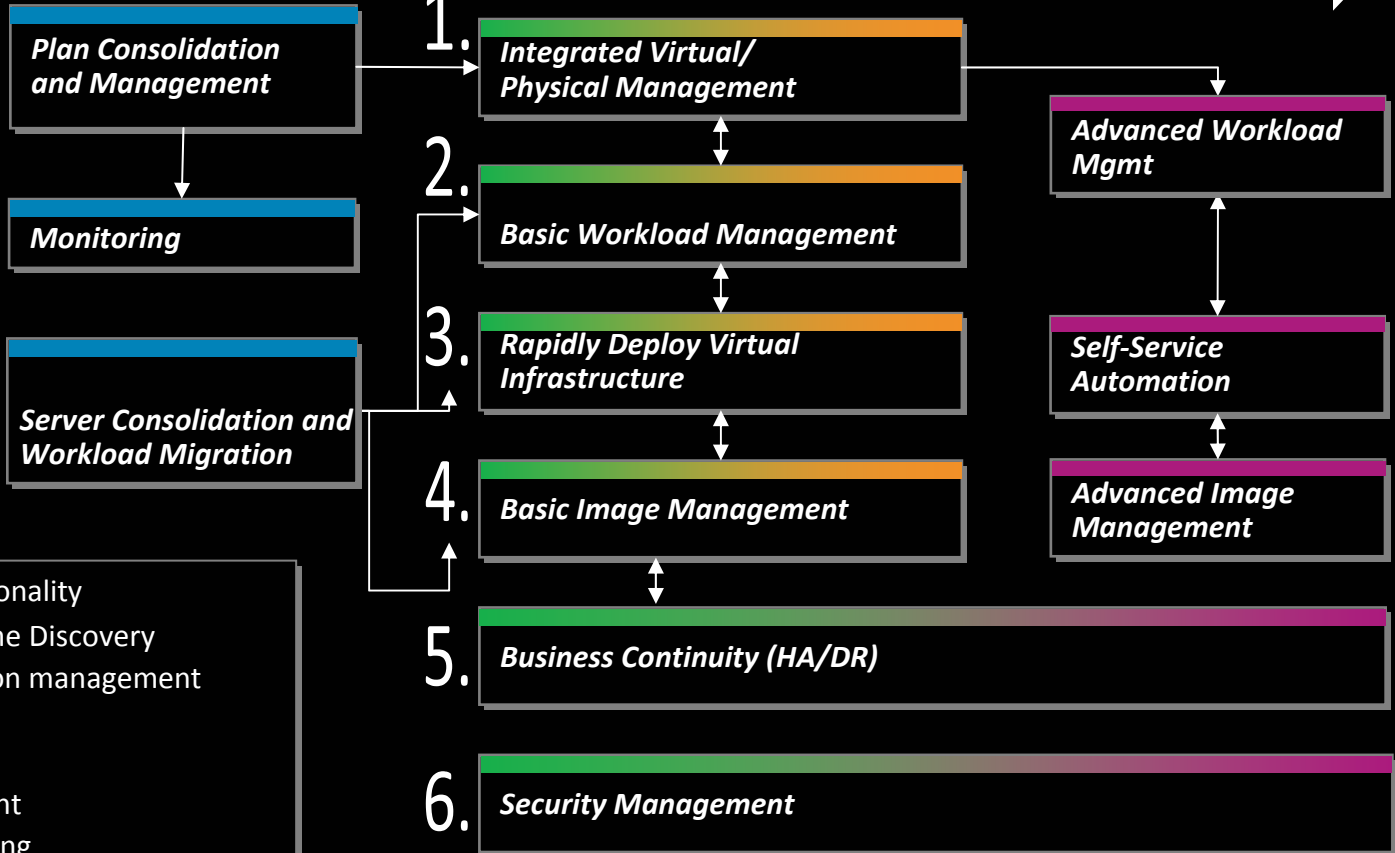 Plan Consolidation
and Management
Monitoring
Server Consolidation and
Workload Migration
1.
Integrated Virtual/
Physical Management
2.
Basic Workload Management
3.
Rapidly Deploy Virtual
Infrastructure
4.
Basic Image Management
5.
Business Continuity (HA/DR)
6.
Security Management
Advanced Workload
Mgmt
Self-Service
Automation
Advanced Image
Management
onality
ne Discovery
on management
nt
ng